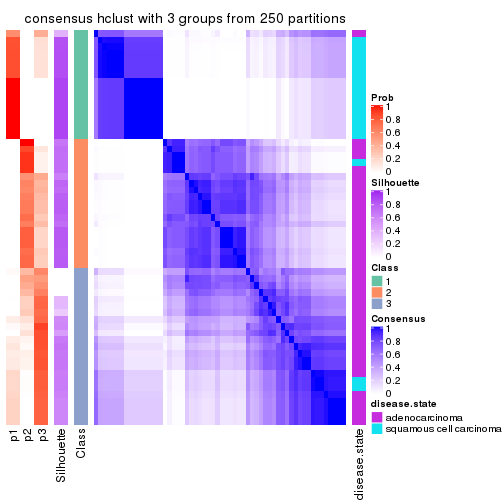 consensus hclust with 3 groups from 250 partitions
Prob
1
0.8
0.6
0.4
0.2
0
Silhouette
1
0.8
0.6
0.4
0.2
0
Class
1
2
3
Consensus
1
0.8
0.6
0.4
0.2
0
disease.state
adenocarcinoma
squamous cell carcinoma
p1
p2
p3
Silhouette
Class
disease.state